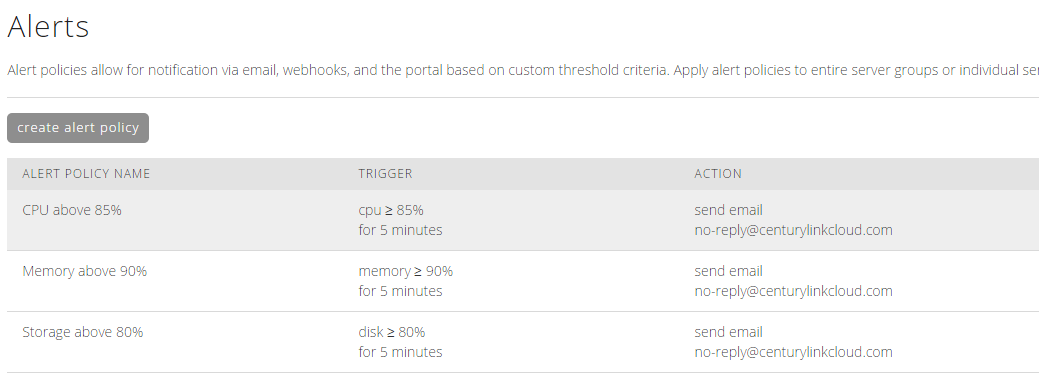 Alerts
Alert policies allow for notification via email, webhooks, and the portal based on custom threshold criteria. Apply alert policies to entire server groups or individual
create alert policy
ALERT POLICY NAME TRIGGER ACTION
CPU above 85% cpu ≥ 85% send email
for 5 minutes no-reply@centurylinkcloud.com
Memory above 90% memory ≥ 90% send email
for 5 minutes no-reply@centurylinkcloud.com
Storage above 80% disk ≥ 80% send email
for 5 minutes no-reply@centurylinkcloud.com